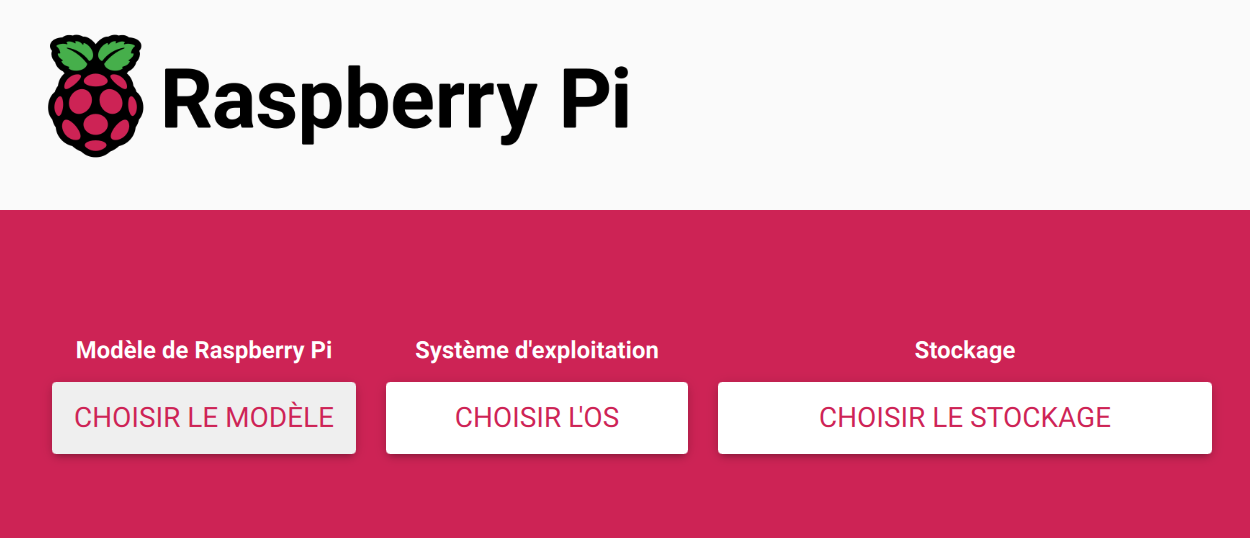 Raspberry Pi
Modèle de Raspberry Pi
Système d'exploitation
Stockage
CHOISIR LE MODÈLE
CHOISIR L'OS
CHOISIR LE STOCKAGE